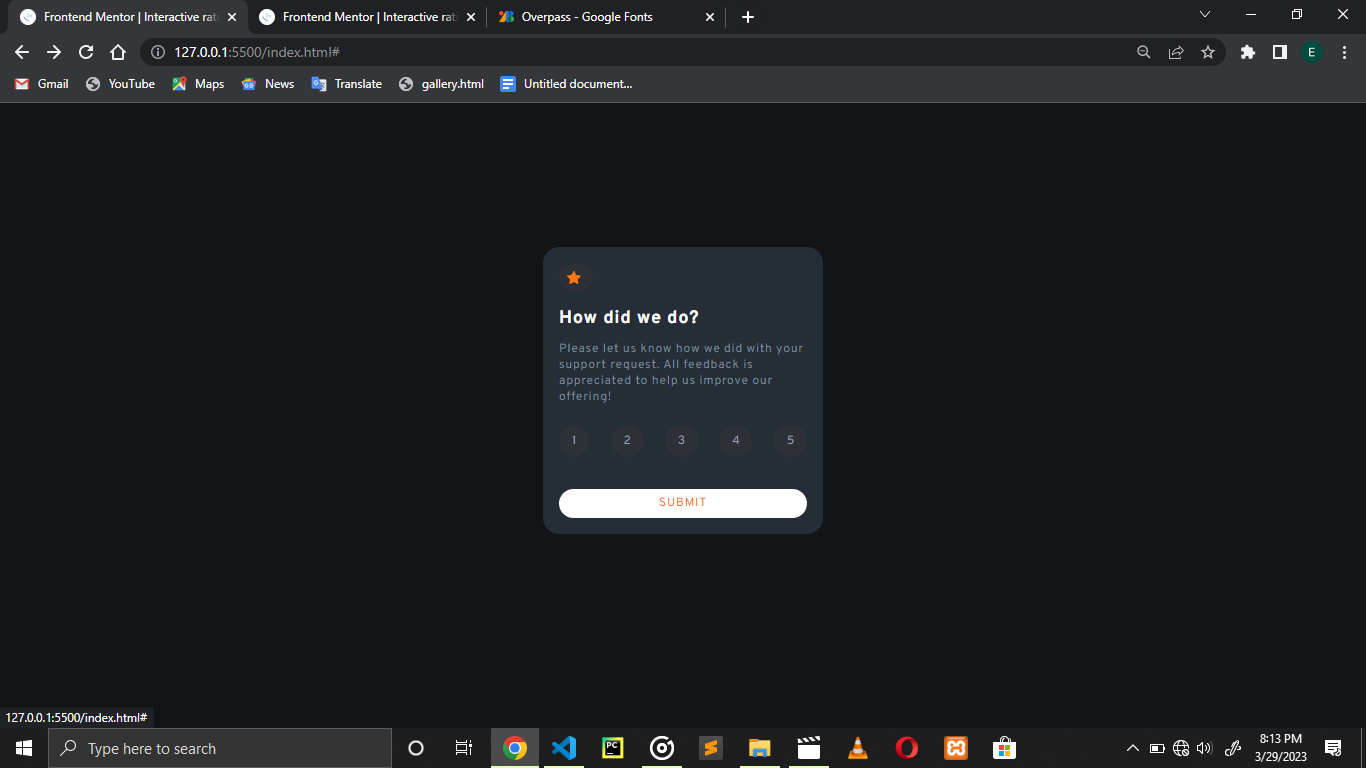 Frontend Mentor | Interactive rat
Frontend Mentor | Interactive rati
Overpass - Google Fonts
127.0.0.1:5500/index.html#
E
Gmail
YouTube
Maps
News
Translate
gallery.html
Untitled document...
How did we do?
Please let us know how we did with your
support request. All feedback is
appreciated to help us improve our
offering!
1 2 3 4 5
SUBMIT
127.0.0.1:5500/index.html#
Type here to search
PC
8:13 PM
3/29/2023